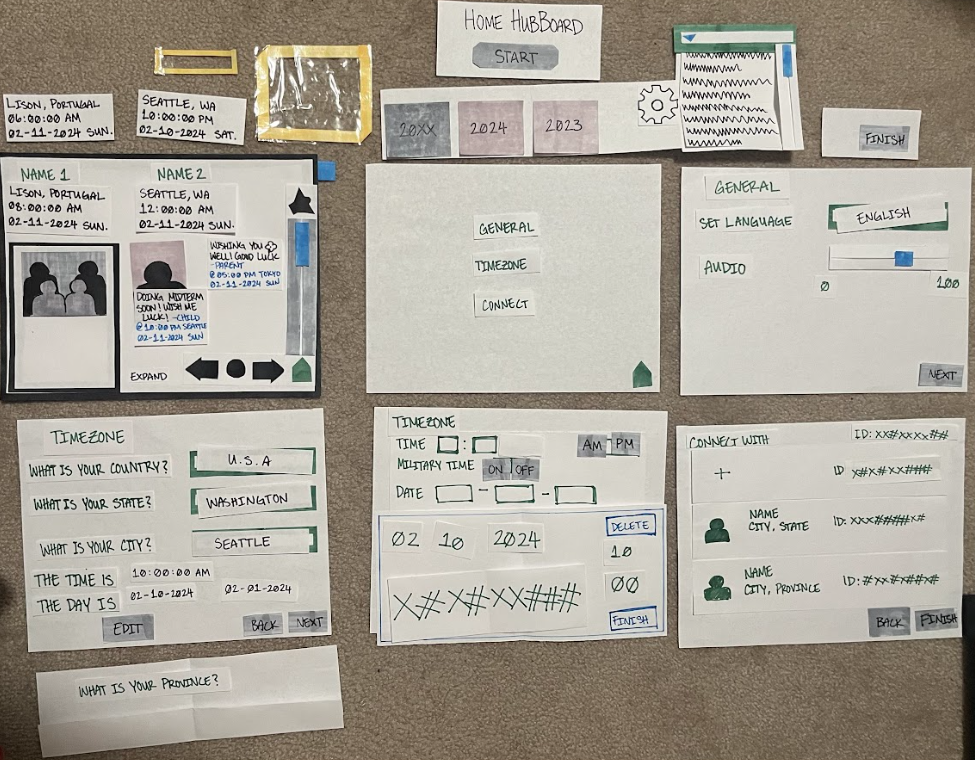 HOME HUBBOARD
START
LISON, PORTUGAL
06:00:00 AM
02-11-2024 SUN.
SEATTLE, WA
10:00:00 PM
02-10-2024 SAT.
20XX
2024
2023
FINISH
NAME 1
LISON, PORTUGAL
08:00:00 AM
02-11-2024 SUN.
NAME 2
SEATTLE, WA
12:00:00 AM
02-11-2024 SUN.
WISHING YOU
WELL! GOOD LUCK
-PARENT
@05:00 PM TOKYO
02-11-2024 SUN
DOING MIDTERM
SOON! WISH ME
LUCK! -CHILD
@10:00 PM SEATTLE
02-11-2024 SUN
EXPAND
GENERAL
TIMEZONE
CONNECT
GENERAL
SET LANGUAGE
ENGLISH
AUDIO
0
100
NEXT
TIMEZONE
WHAT IS YOUR COUNTRY?
U.S.A
WHAT IS YOUR STATE?
WASHINGTON
WHAT IS YOUR CITY?
SEATTLE
THE TIME IS
10:00:00 AM
THE DAY IS
02-10-2024
02-01-2024
EDIT
BACK
NEXT
TIMEZONE
TIME
:
AM
PM
MILITARY TIME
ON
OFF
DATE
-
-
02
10
2024
DELETE
10
00
X#X#XX###
FINISH
CONNECT WITH
ID: XX#XXXX##
+
ID X#X#XX###
NAME
CITY, STATE
ID: XXX####X#
NAME
CITY, PROVINCE
ID: #XX#X##X#
BACK
FINISH
WHAT IS YOUR PROVINCE?